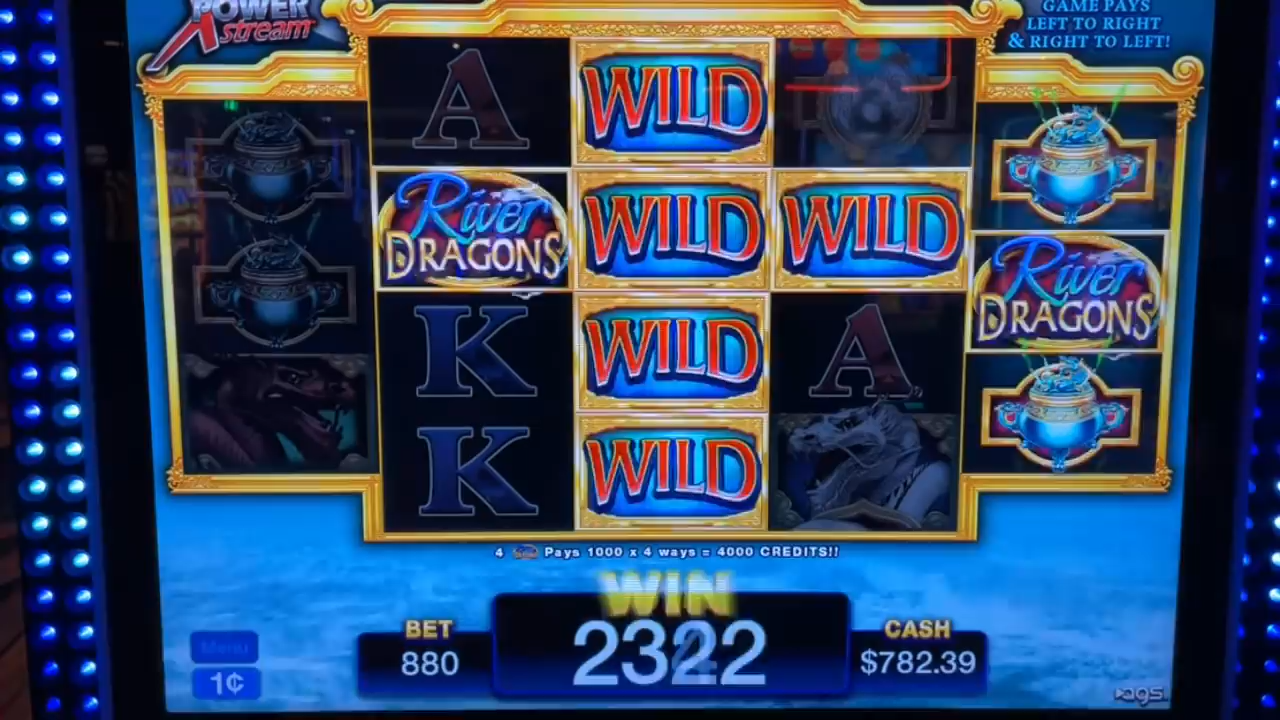 POWER
Xstream
GAME PAYS
LEFT TO RIGHT
& RIGHT TO LEFT!
A
WILD
River
DRAGONS
WILD
WILD
River
DRAGONS
K
WILD
A
K
WILD
4 Pays 1000 x 4 ways = 4000 CREDITS!!
WIN
BET
880
2322
CASH
$782.39
Menu
1¢
ags